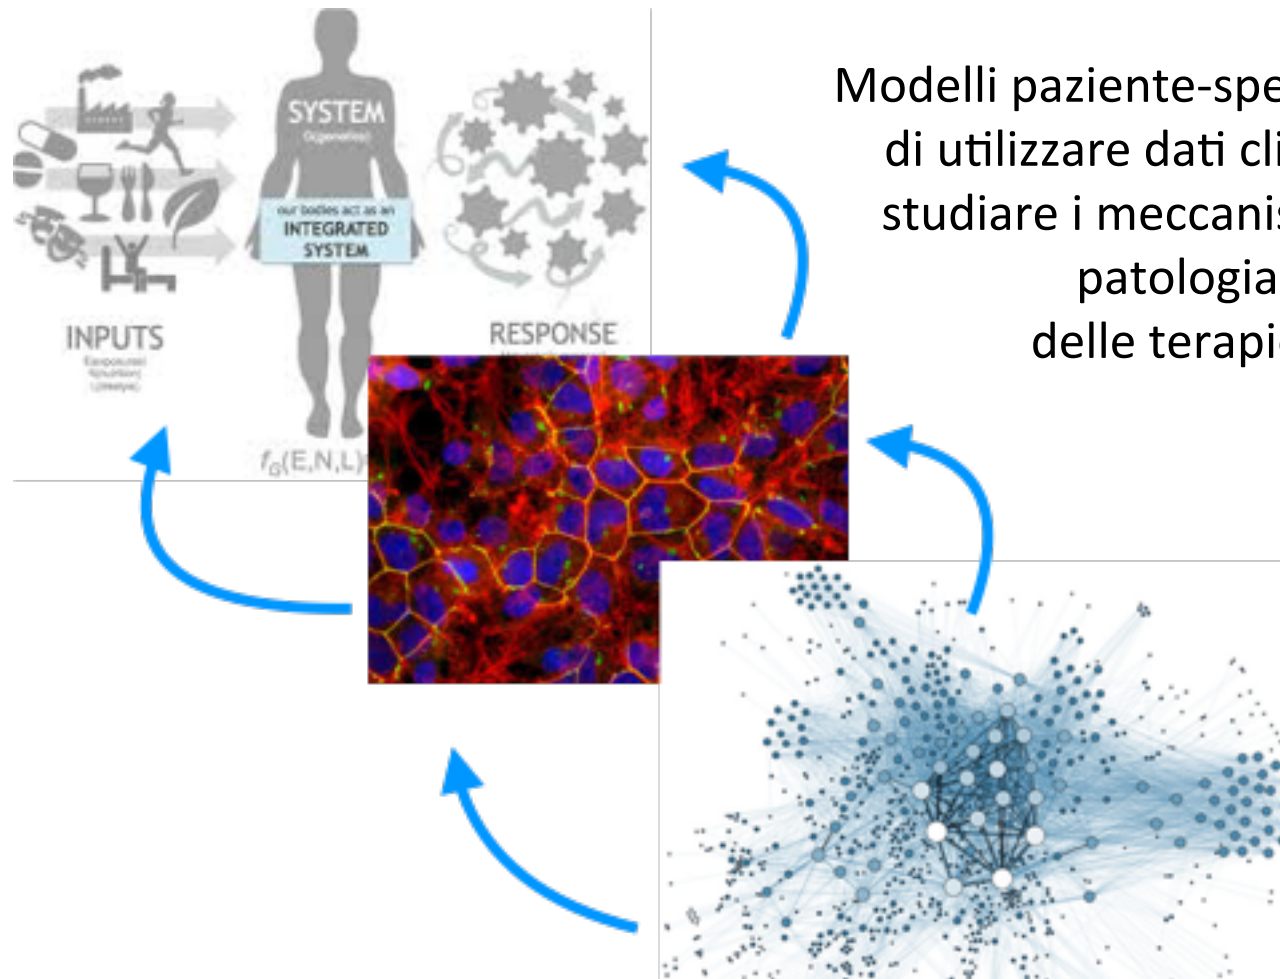 SYSTEM
our bodies act as an
INTEGRATED
SYSTEM
INPUTS
RESPONSE
f_G(E,N,L)
Modelli paziente-spe
di utilizzare dati cli
studiare i meccanis
patologia
delle terapi